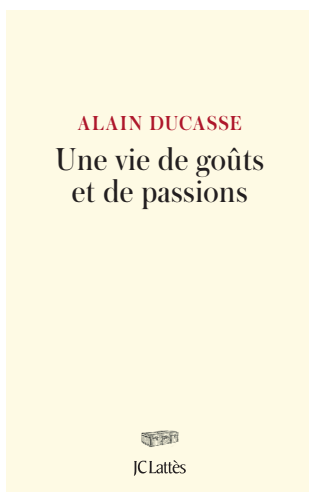 ALAIN DUCASSE
Une vie de goûts
et de passions
JC Lattès